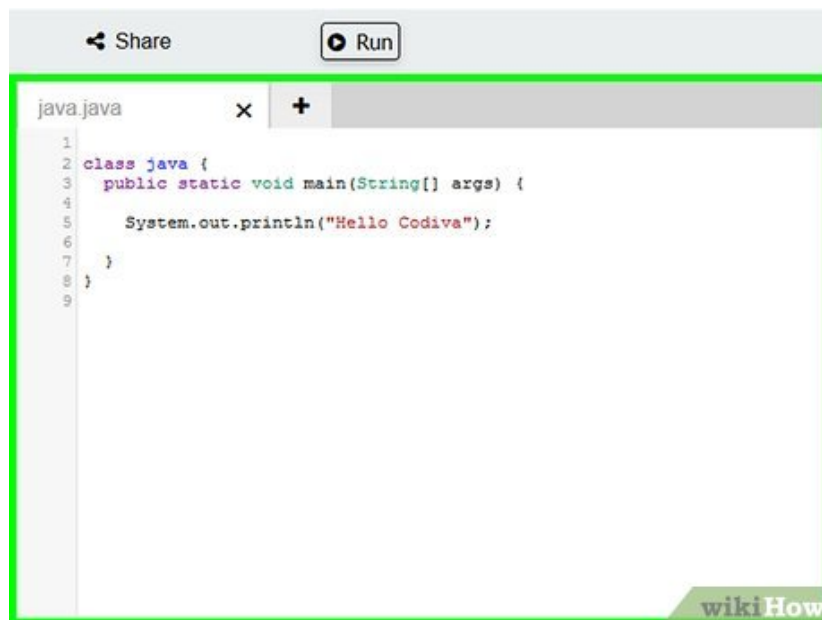 Share
Run
java.java
1
2 class java {
3 public static void main(String[] args) {
4
5 System.out.println("Hello Codiva");
6
7 }
8 }
9
wikiHow